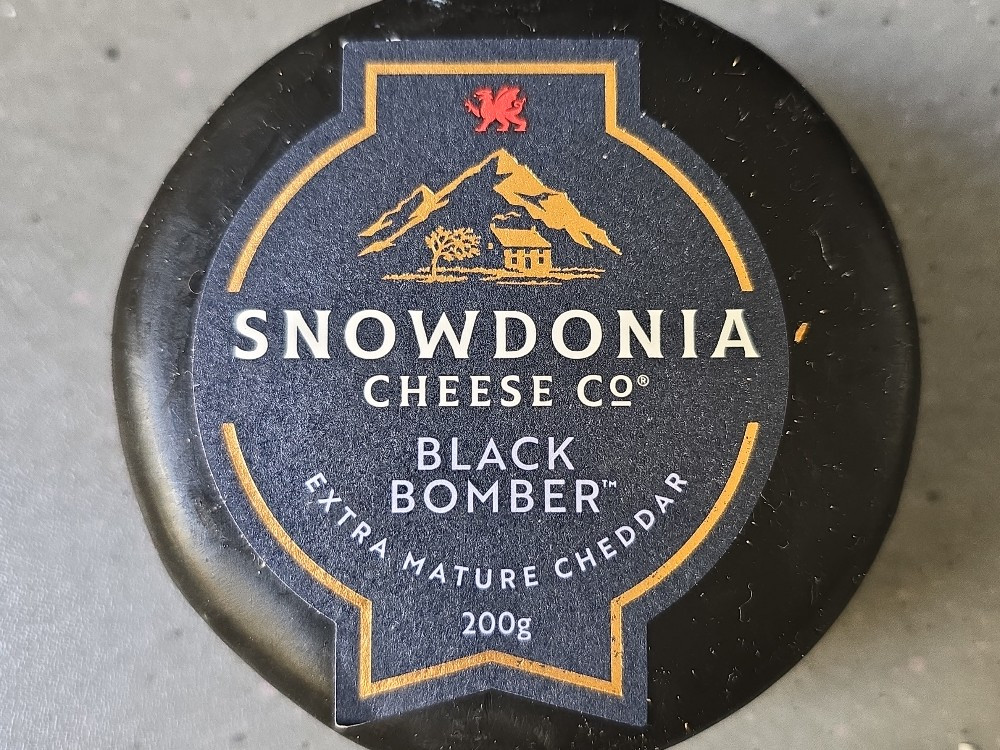 SNOWDONIA
CHEESE Co®
BLACK
BOMBER™
EXTRA MATURE CHEDDAR
200g